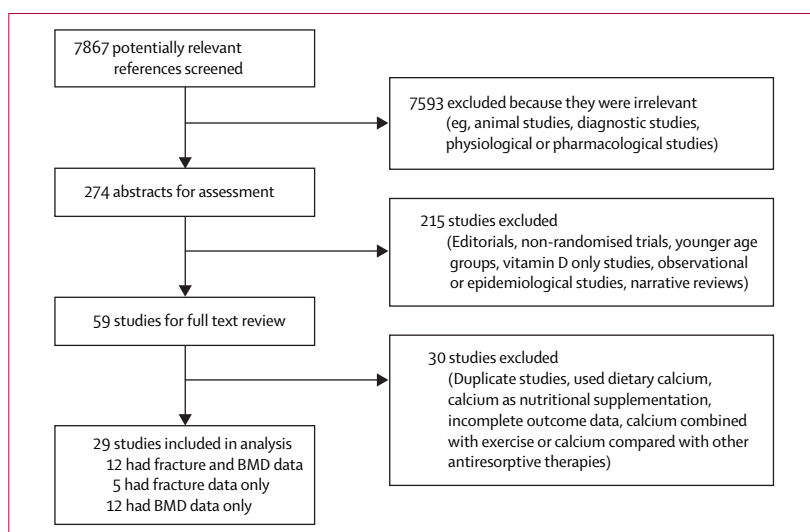 7867 potentially relevant
references screened
7593 excluded because they were irrelevant
(eg, animal studies, diagnostic studies,
physiological or pharmacological studies)
274 abstracts for assessment
215 studies excluded
(Editorials, non-randomised trials, younger age
groups, vitamin D only studies, observational
or epidemiological studies, narrative reviews)
59 studies for full text review
30 studies excluded
(Duplicate studies, used dietary calcium,
calcium as nutritional supplementation,
incomplete outcome data, calcium combined
with exercise or calcium compared with other
antiresorptive therapies)
29 studies included in analysis
12 had fracture and BMD data
5 had fracture data only
12 had BMD data only